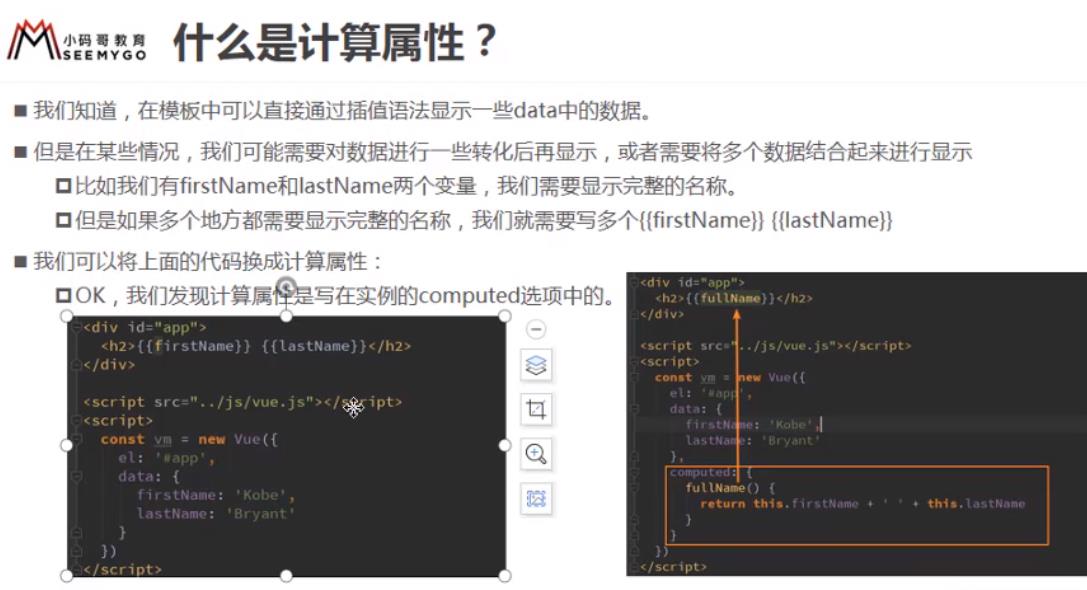 小码哥教育
SEEMYGO
什么是计算属性？
我们知道，在模板中可以直接通过插值语法显示一些data中的数据。
但是在某些情况，我们可能需要对数据进行一些转化后再显示，或者需要将多个数据结合起来进行显示
比如我们有firstName和lastName两个变量，我们需要显示完整的名称。
但是如果多个地方都需要显示完整的名称，我们就需要写多个{{firstName}} {{lastName}}
我们可以将上面的代码换成计算属性：
OK，我们发现计算属性是写在实例的computed选项中的。
<div id="app">
<h2>{{firstName}} {{lastName}}</h2>
</div>
<script src="../js/vue.js"></script>
<script>
const vm = new Vue({
el: '#app',
data: {
firstName: 'Kobe',
lastName: 'Bryant'
}
})
</script>
<div id="app">
<h2>{{fullName}}</h2>
</div>
<script src="../js/vue.js"></script>
<script>
const vm = new Vue({
el: '#app',
data: {
firstName: 'Kobe',
lastName: 'Bryant'
},
computed: {
fullName() {
return this.firstName + ' ' + this.lastName
}
}
})
</script>